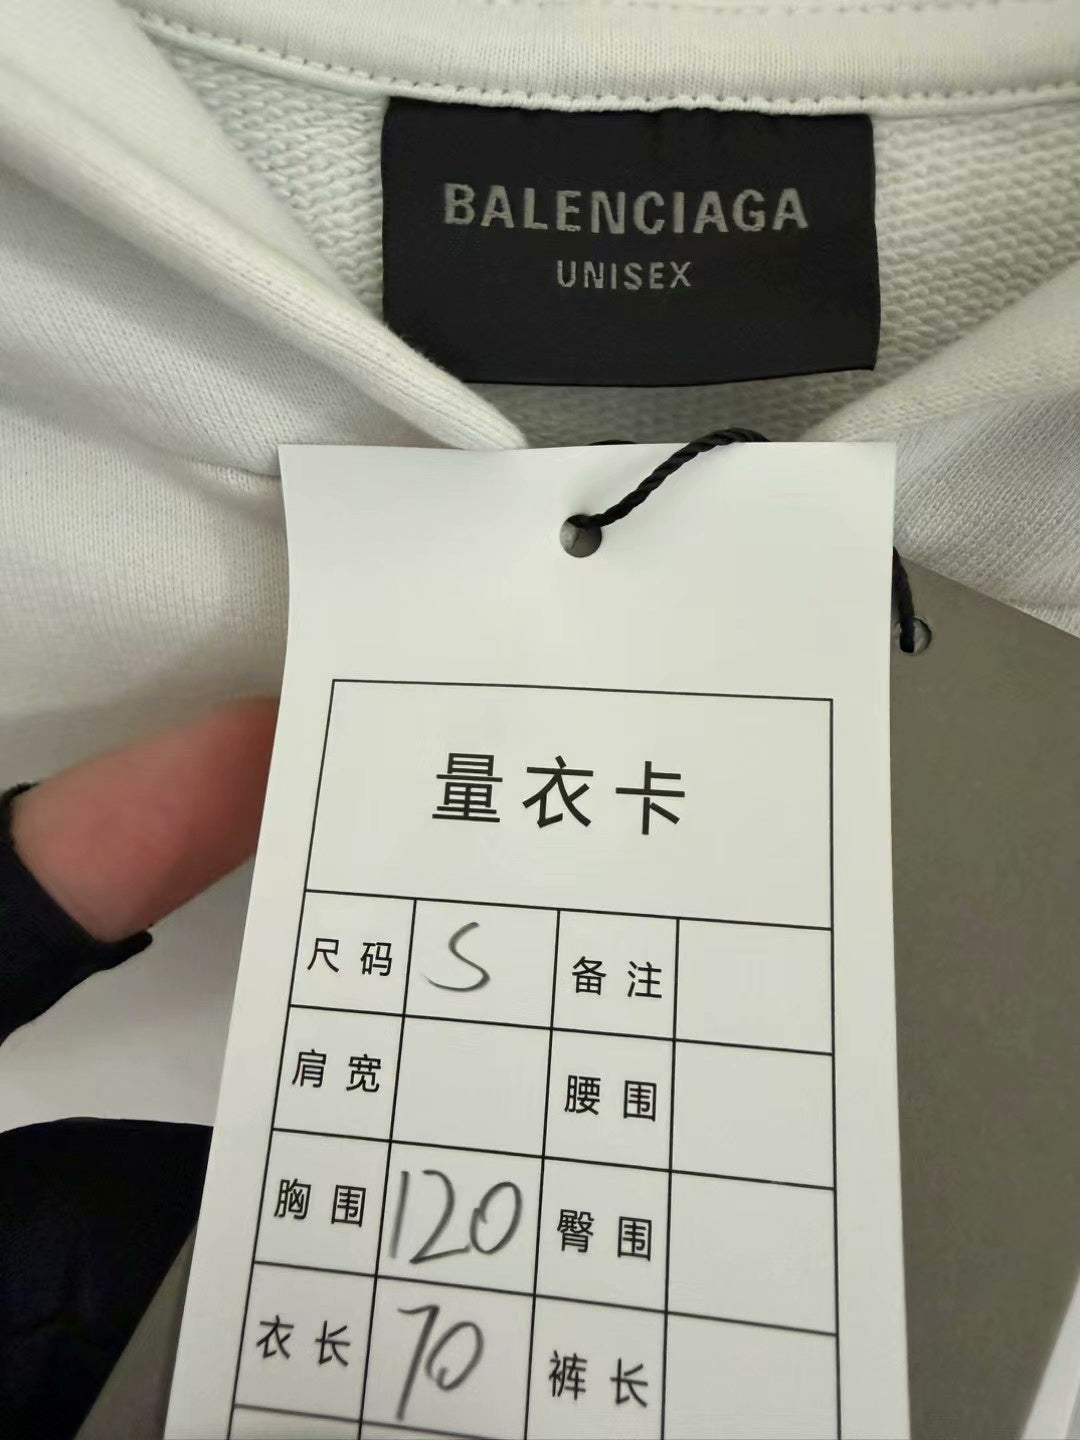 BALENCIAGA
UNISEX
量衣卡
尺码 S 备注
肩宽 腰围
胸围 120 臀围
衣长 70 裤长